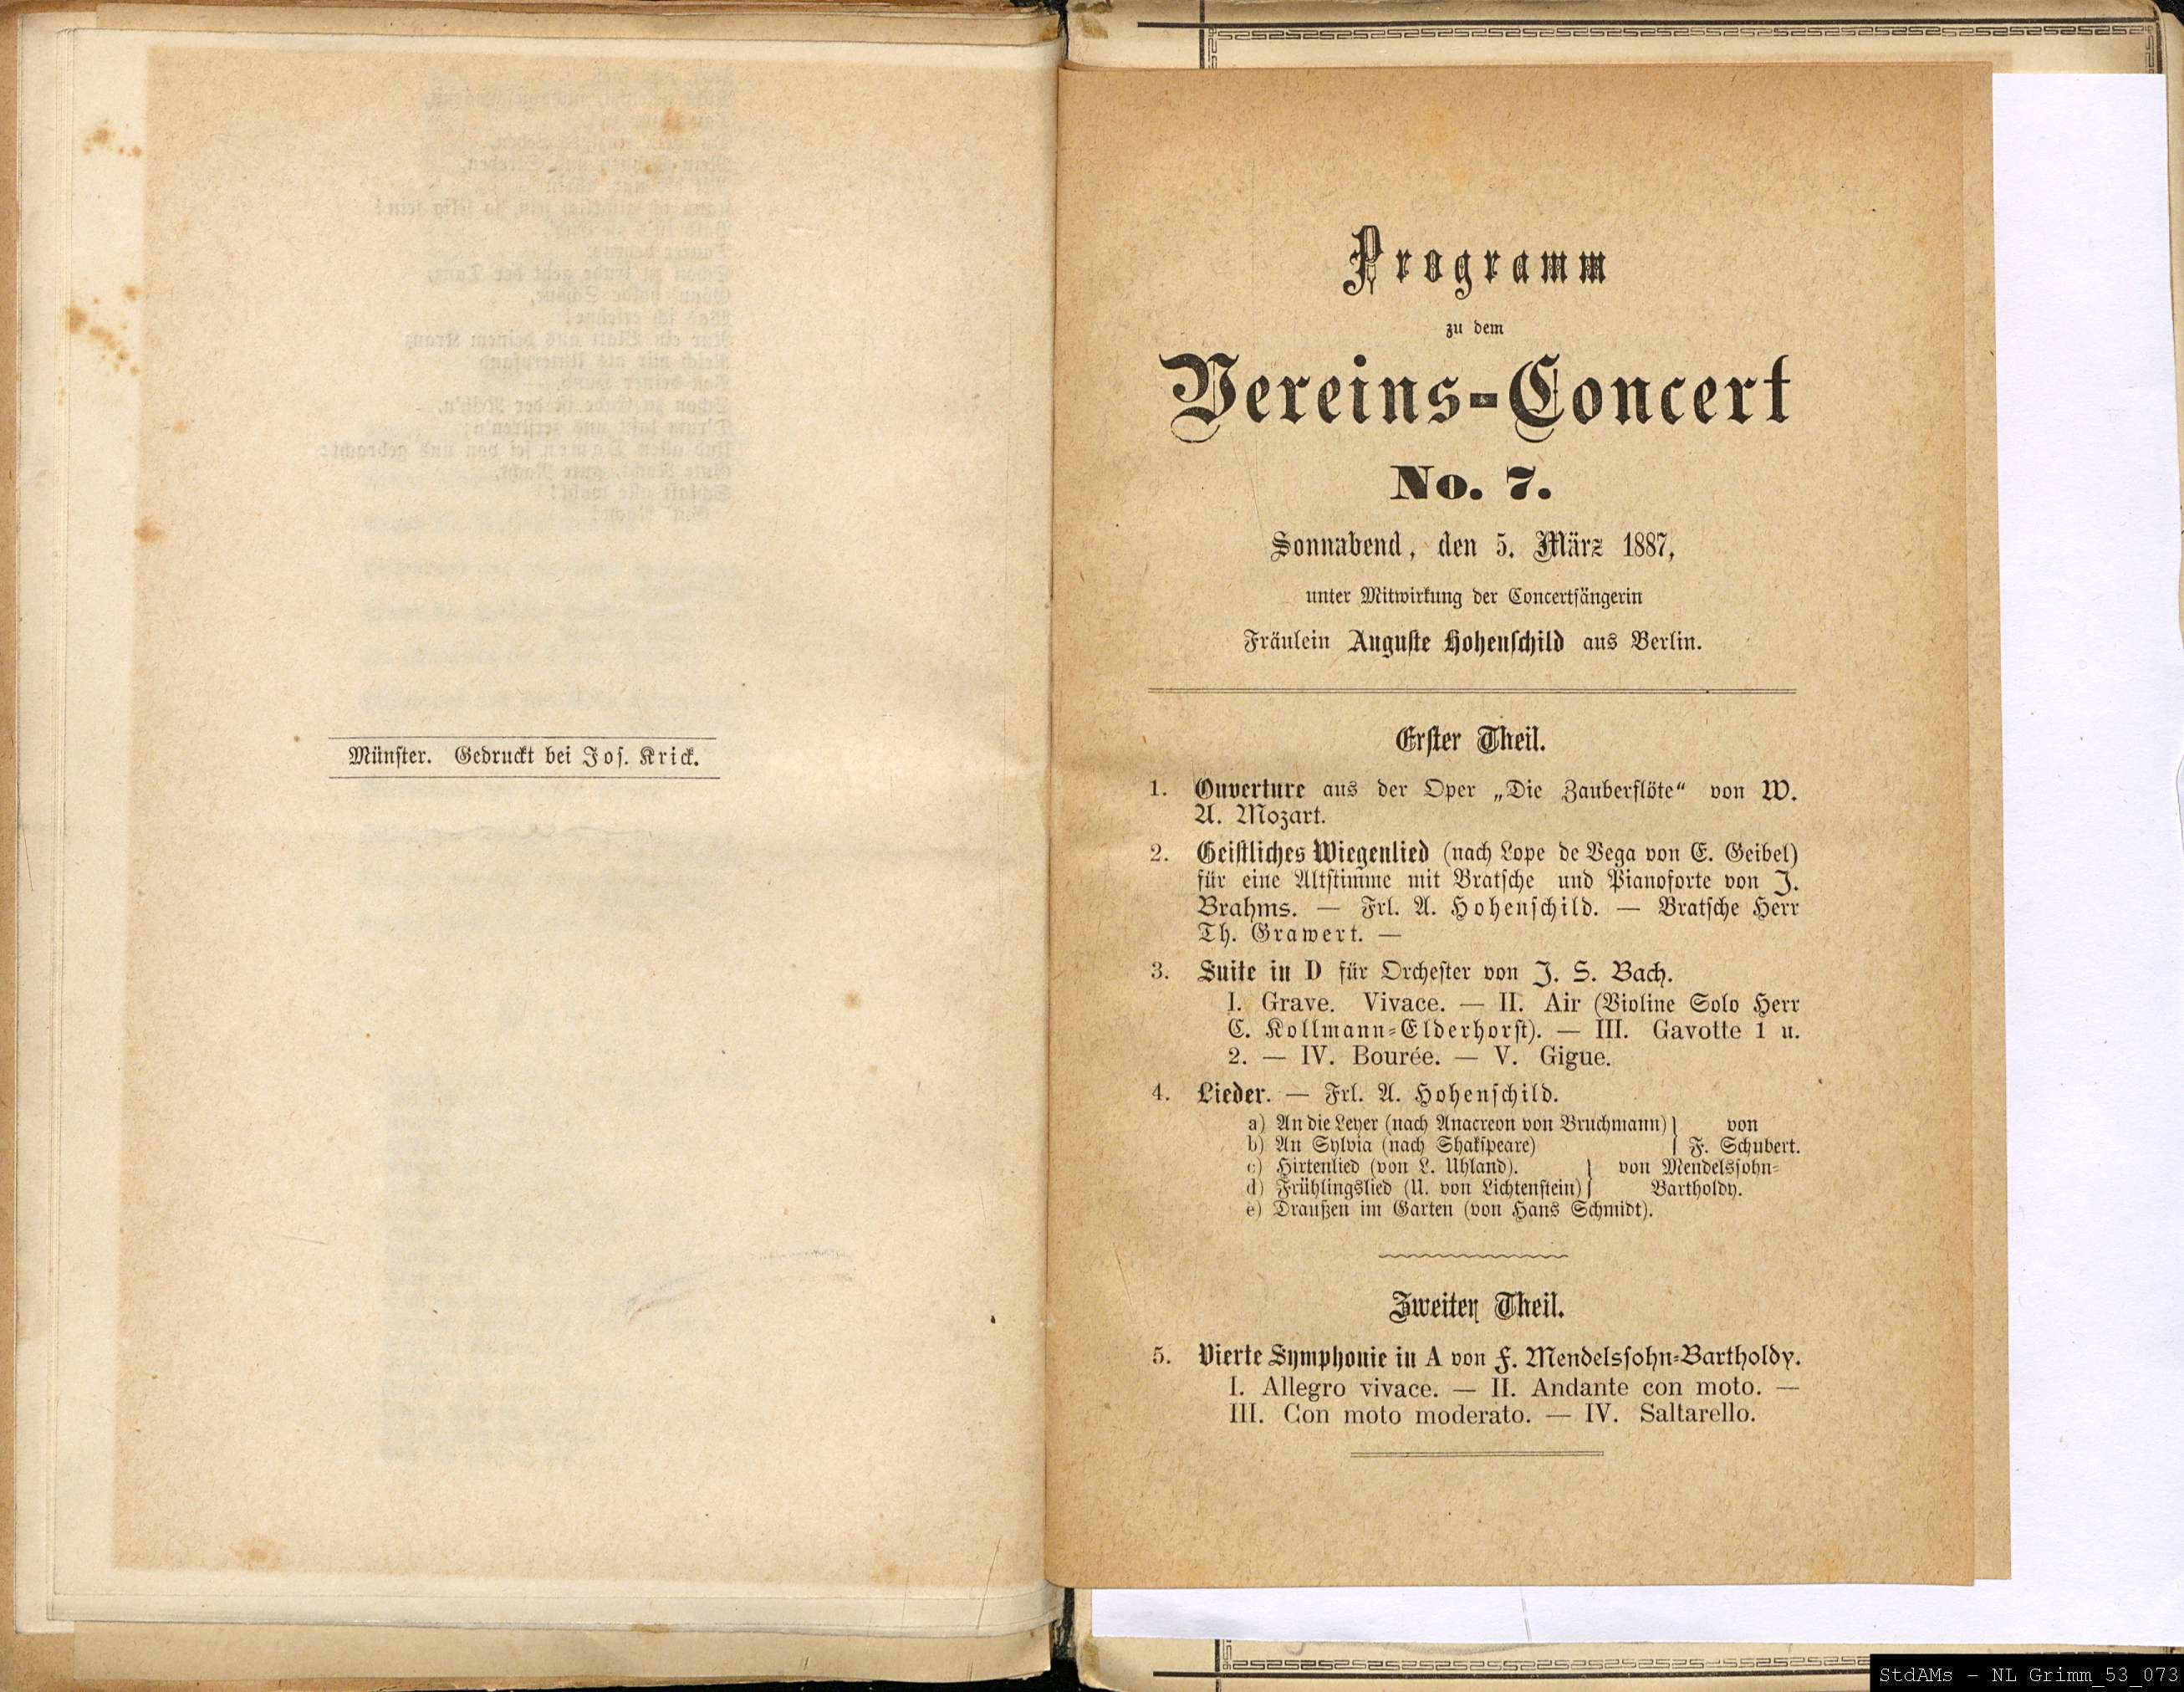 Münster. Gedruckt bei Jos. Krick.
Programm
zu dem
Vereins-Concert
No. 7.
Sonnabend, den 5. März 1887,
unter Mitwirkung der Concertsängerin
Fräulein Auguste Hohenschild aus Berlin.
Erster Theil.
1. Ouverture aus der Oper „Die Zauberflöte“ von W.
A. Mozart.
2. Geistliches Wiegenlied (nach Lope de Vega von E. Geibel)
für eine Altstimme mit Bratsche und Pianoforte von J.
Brahms. — Frl. A. Hohenschild. — Bratsche Herr
Th. Grawert. —
3. Suite in D für Orchester von J. S. Bach.
I. Grave. Vivace. — II. Air (Violine Solo Herr
C. Kollmann-Elderhorst). — III. Gavotte 1 u.
2. — IV. Bourée. — V. Gigue.
4. Lieder. — Frl. A. Hohenschild.
a) An die Leyer (nach Anacreon von Bruchmann) } von
b) An Sylvia (nach Shakspeare) } F. Schubert.
c) Hirtenlied (von L. Uhland). } von Mendelssohn-
d) Frühlingslied (U. von Lichtenstein) } Bartholdy.
e) Draußen im Garten (von Hans Schmidt).
Zweiter Theil.
5. Vierte Symphonie in A von F. Mendelssohn-Bartholdy.
I. Allegro vivace. — II. Andante con moto. —
III. Con moto moderato. — IV. Saltarello.
StdAMs - NL Grimm_53_073